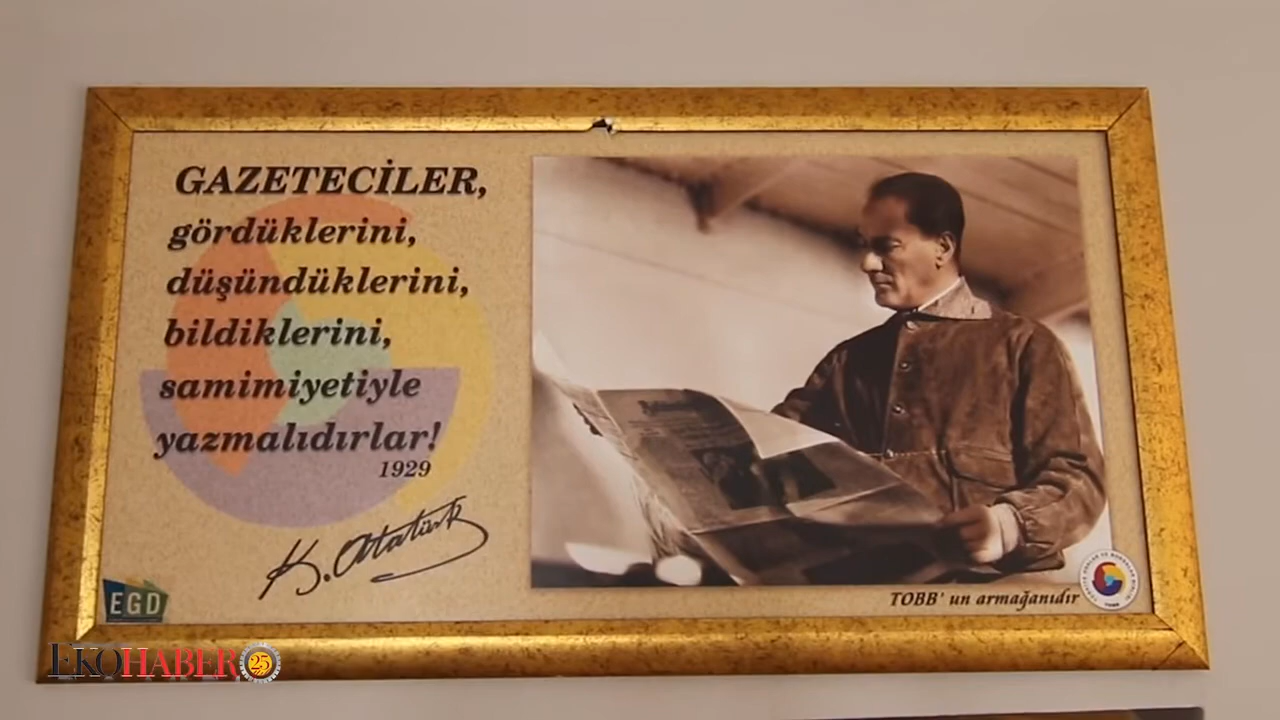 GAZETECİLER,
gördüklerini,
düşündüklerini,
bildiklerini,
samimiyetiyle
yazmalıdırlar!
1929
K. Atatürk
EGD
TOBB' un armağanıdır
EKOHABER 25